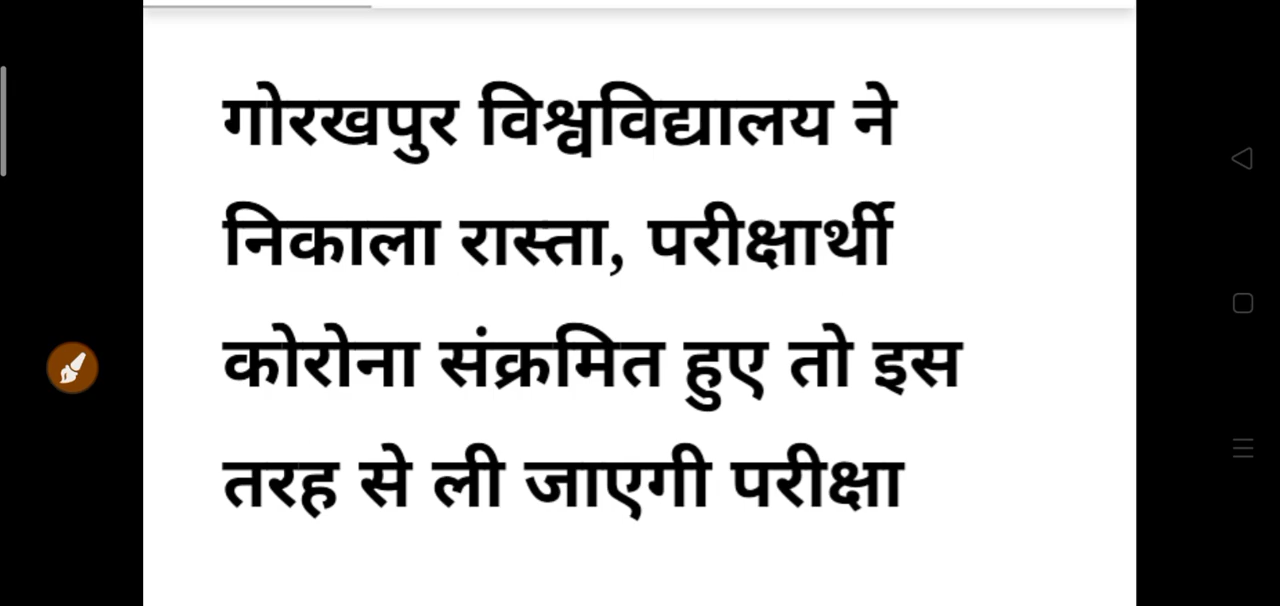 गोरखपुर विश्वविद्यालय ने
निकाला रास्ता, परीक्षार्थी
कोरोना संक्रमित हुए तो इस
तरह से ली जाएगी परीक्षा